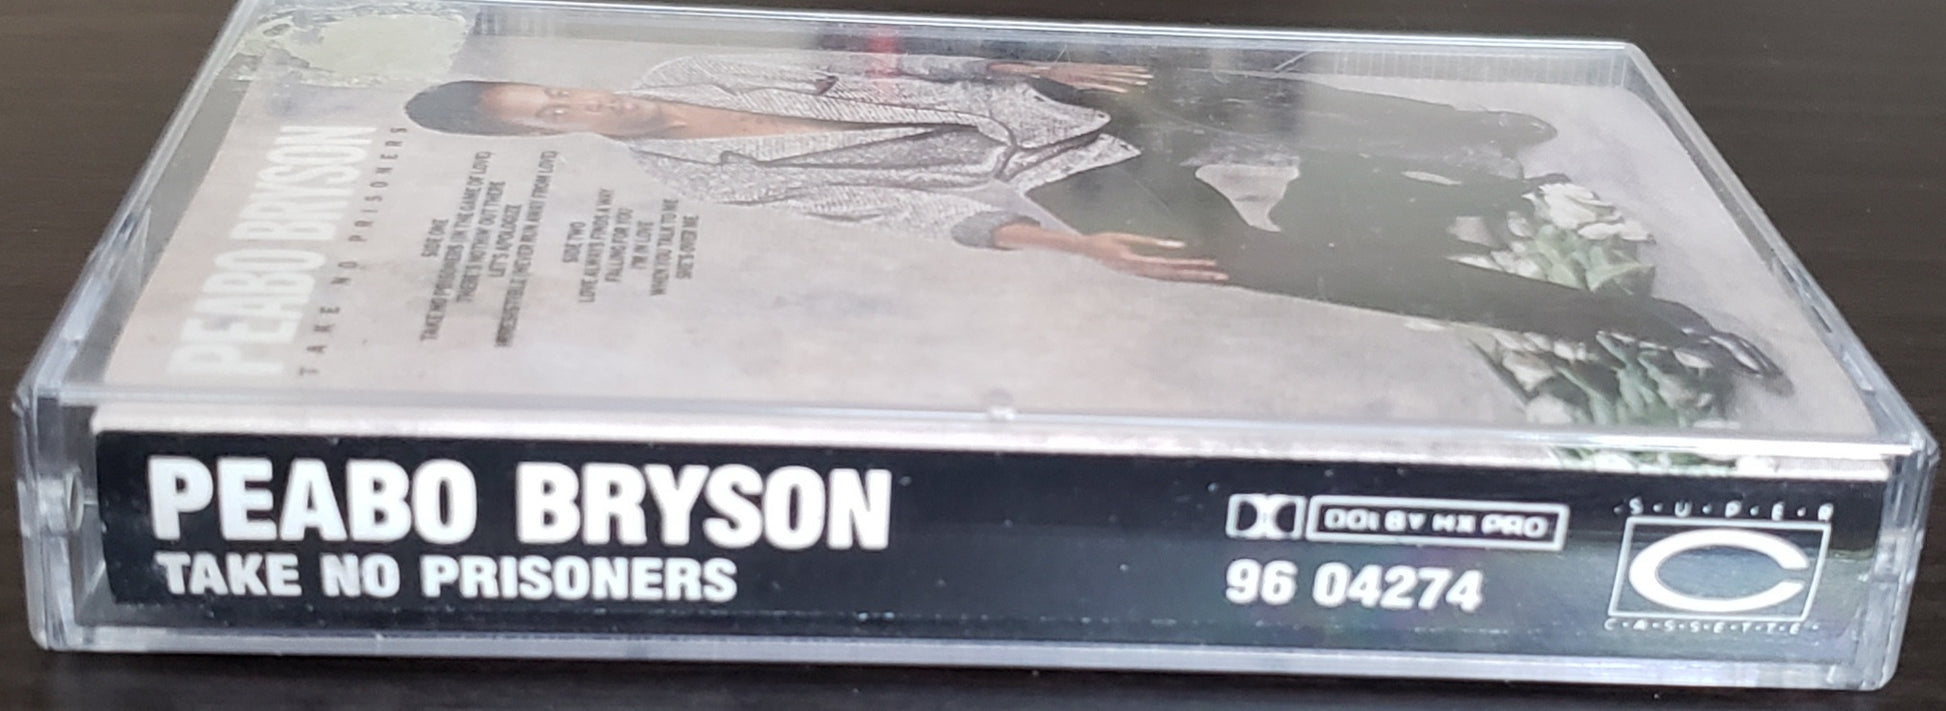 PEABO BRYSON
TAKE NO PRISONERS
SIDE ONE
TAKE NO PRISONERS (IN THE GAME OF LOVE)
THERE'S NOTHIN' OUT THERE
LET'S APOLOGIZE
IRRESISTIBLE (NEVER RUN AWAY FROM LOVE)
SIDE TWO
LOVE ALWAYS FINDS A WAY
FALLING FOR YOU
I'M IN LOVE
WHEN YOU TALK TO ME
SHE'S OVER ME
PEABO BRYSON
TAKE NO PRISONERS
DOLBY HX PRO
96 04274
S·U·P·E·R
C
C·A·S·S·E·T·T·E